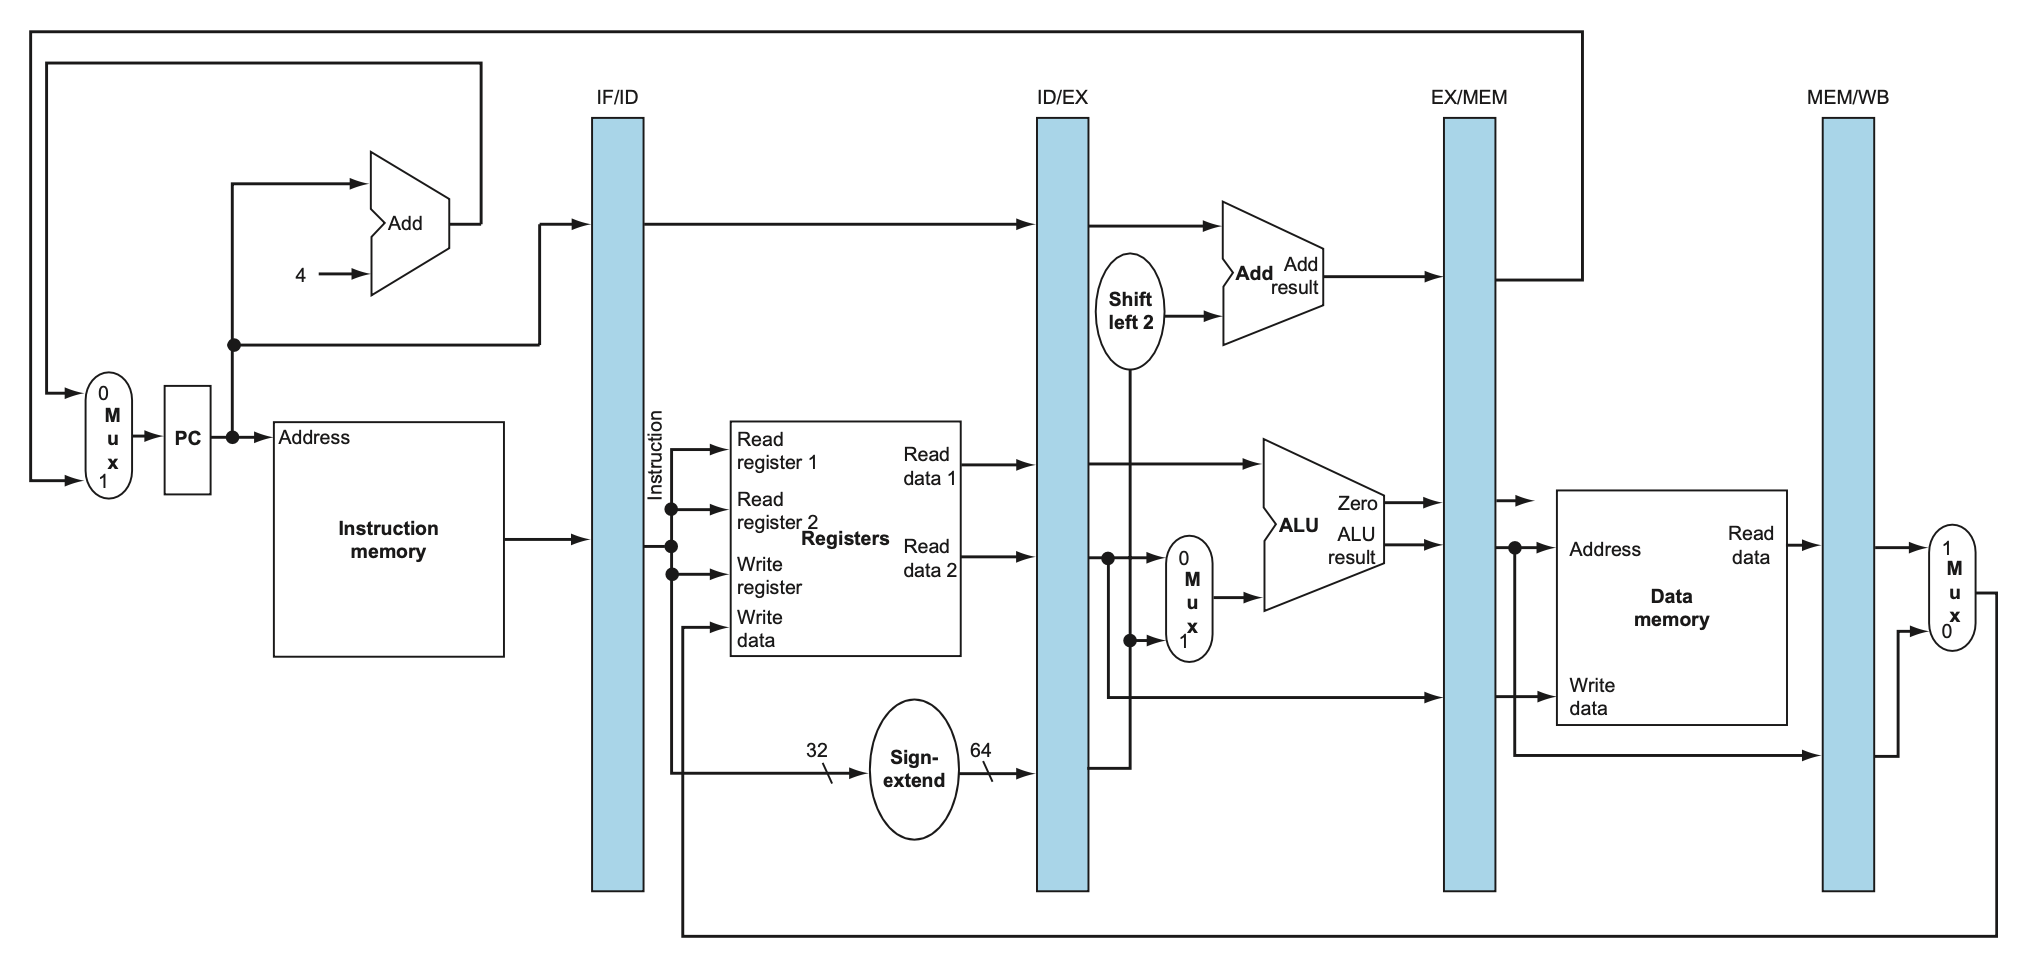 IF/ID
ID/EX
EX/MEM
MEM/WB
Add
4
0
M
u
x
1
PC
Address
Instruction
memory
Instruction
Read
register 1
Read
register 2
Write
register
Write
data
Registers
Read
data 1
Read
data 2
32
Sign-
extend
64
Shift
left 2
Add
Add
result
0
M
u
x
1
ALU
Zero
ALU
result
Address
Read
data
Data
memory
Write
data
1
M
u
x
0